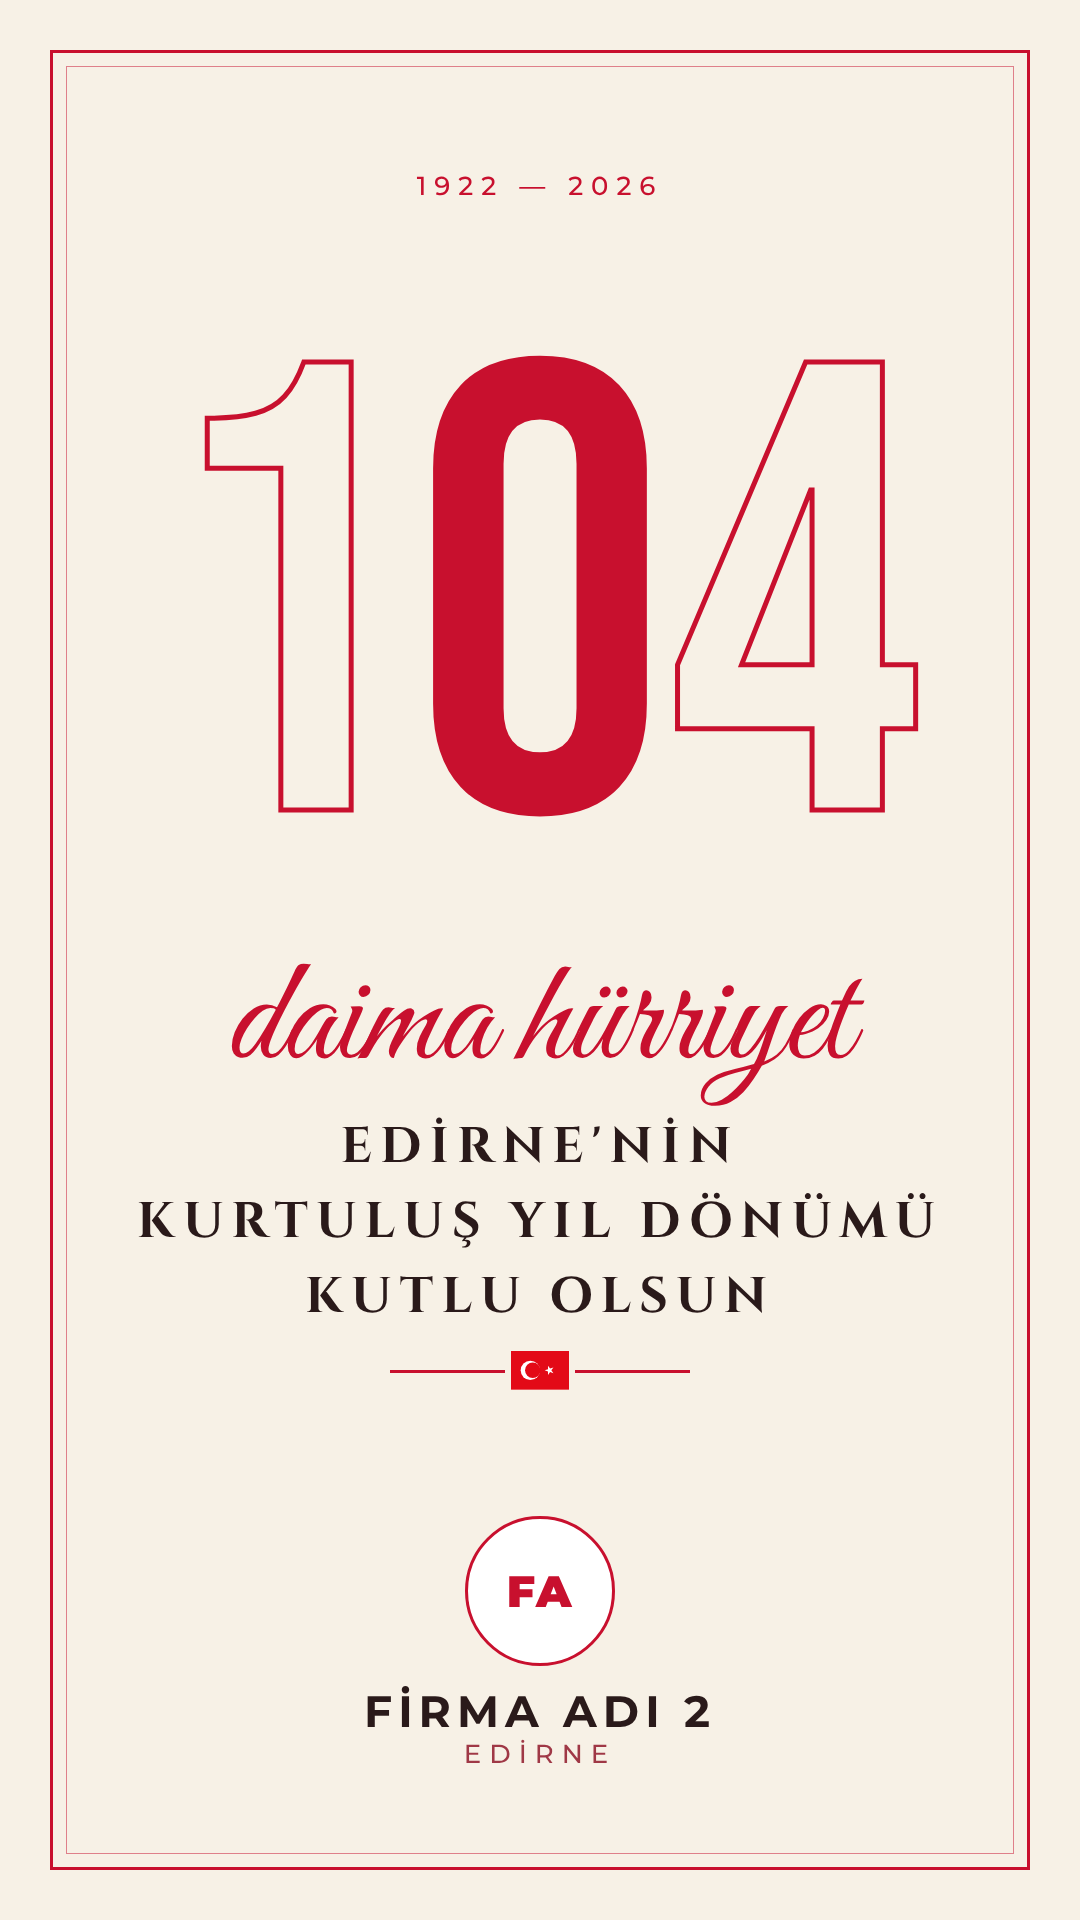 1922 — 2026
104
daima hürriyet
EDİRNE'NİN
KURTULUŞ YIL DÖNÜMÜ
KUTLU OLSUN
FA
FİRMA ADI 2
EDİRNE